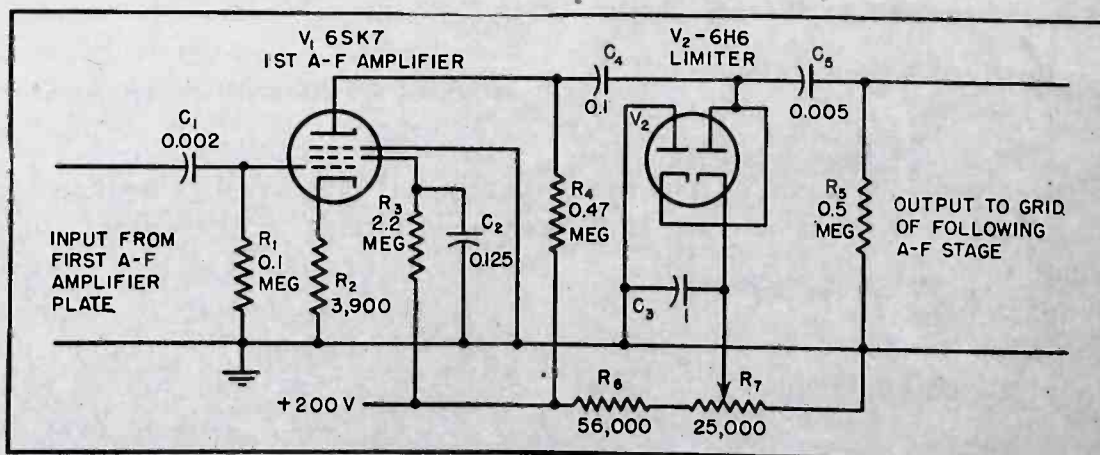 V1 6SK7
1ST A-F AMPLIFIER
V2-6H6
LIMITER
C1
0.002
C4
0.1
C5
0.005
V2
INPUT FROM
FIRST A-F
AMPLIFIER
PLATE
R1
0.1
MEG
R2
3,900
R3
2.2
MEG
C2
0.125
R4
0.47
MEG
C3
1
R5
0.5
MEG
OUTPUT TO GRID
OF FOLLOWING
A-F STAGE
+200V
R6
56,000
R7
25,000